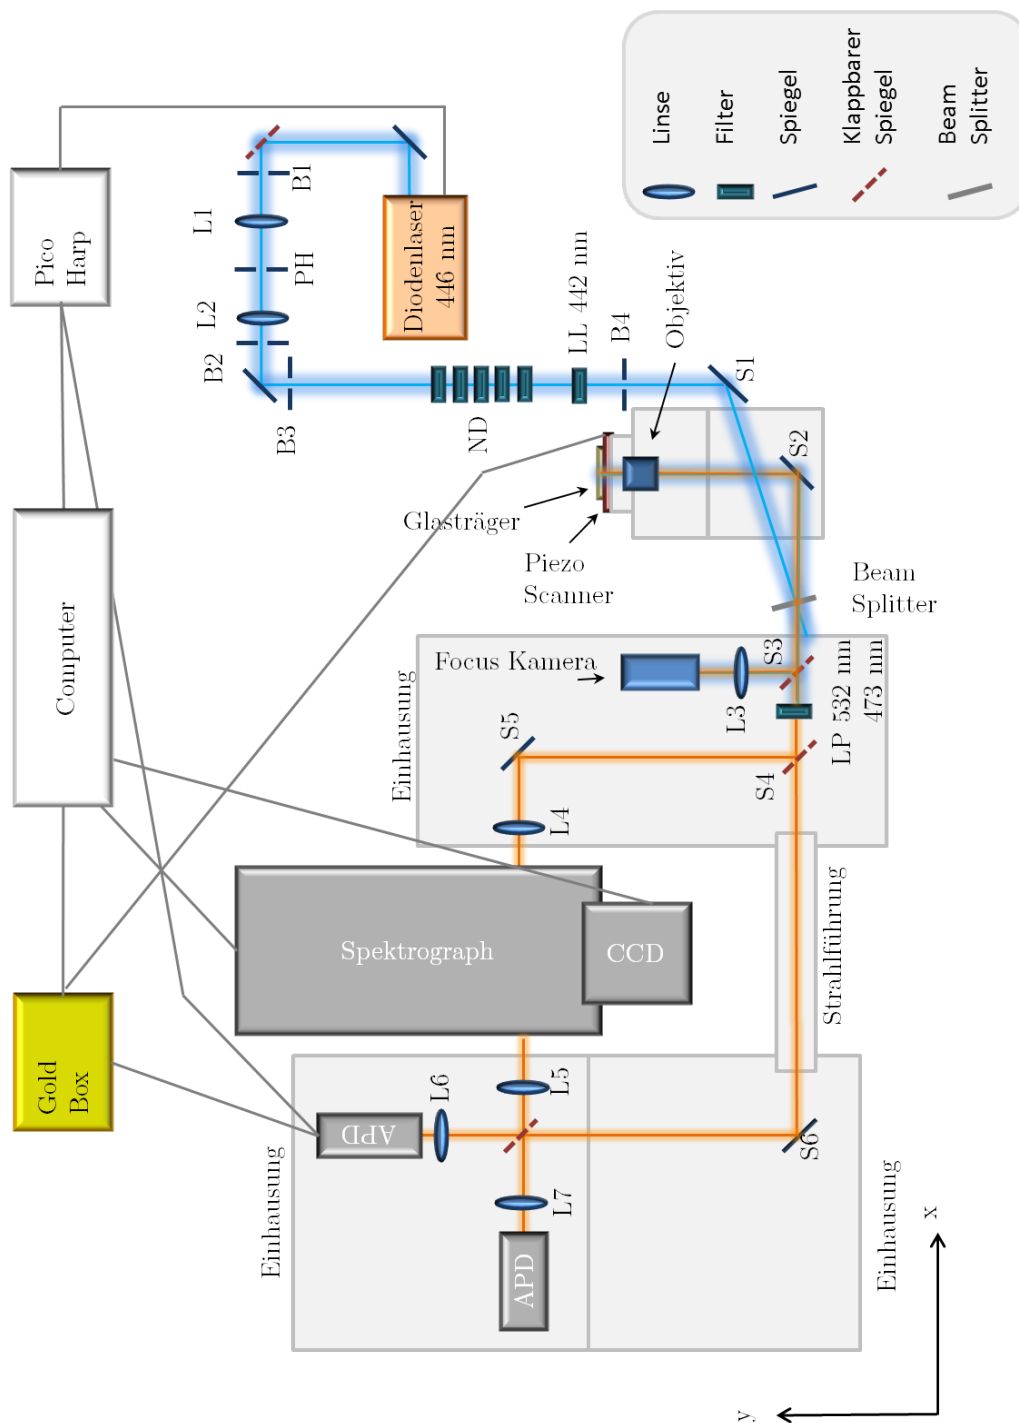 Pico
Harp
Computer
Gold
Box
B1
L1
PH
L2
B2
B3
Diodenlaser
446 nm
ND
LL 442 nm
B4
Objektiv
S1
S2
Glasträger
Piezo
Scanner
Beam
Splitter
Focus Kamera
Einhausung
L3
S3
LP 532 nm
473 nm
S4
S5
L4
Spektrograph
CCD
Strahlführung
L5
L6
APD
L7
APD
S6
Einhausung
Einhausung
x
y
Linse
Filter
Spiegel
Klappbarer
Spiegel
Beam
Splitter